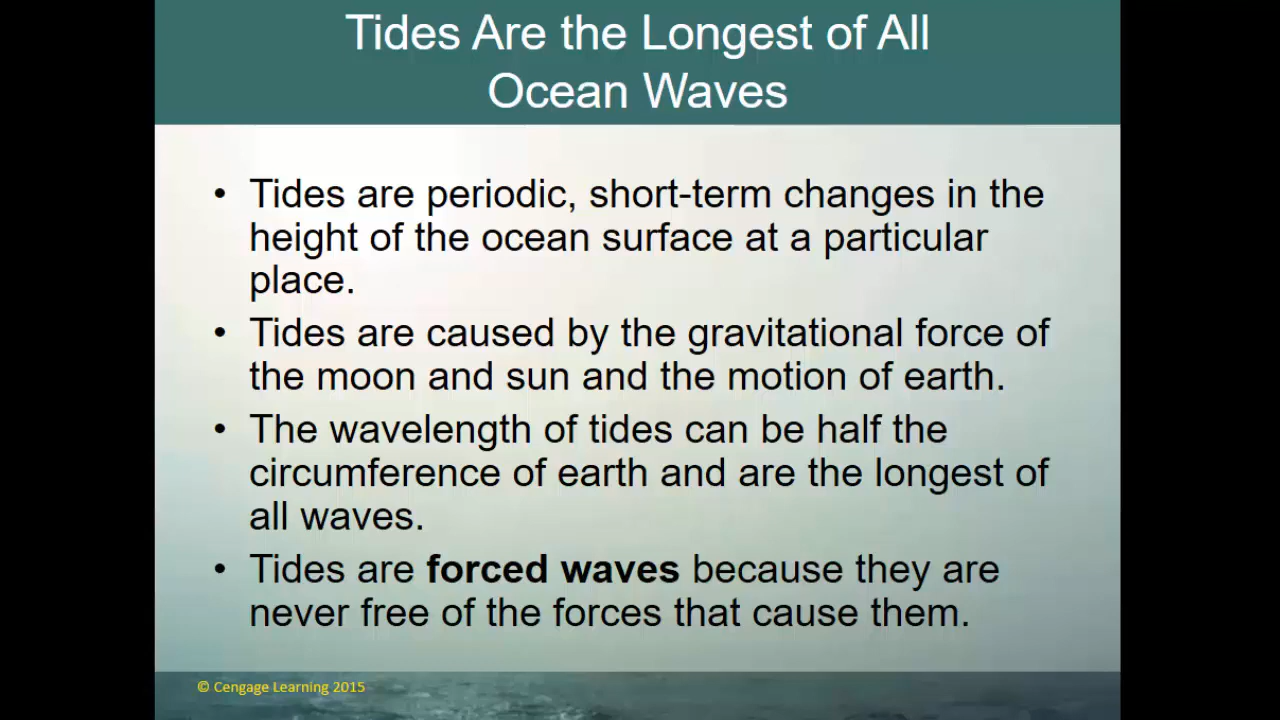 Tides Are the Longest of All
Ocean Waves
• Tides are periodic, short-term changes in the
height of the ocean surface at a particular
place.
• Tides are caused by the gravitational force of
the moon and sun and the motion of earth.
• The wavelength of tides can be half the
circumference of earth and are the longest of
all waves.
• Tides are forced waves because they are
never free of the forces that cause them.
© Cengage Learning 2015